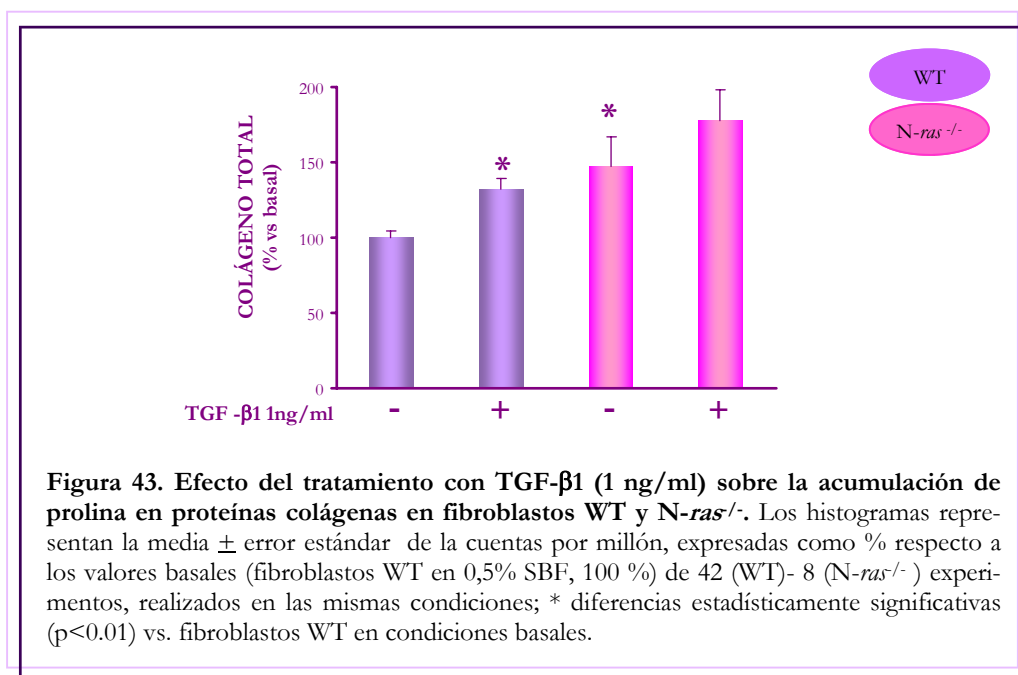 WT
N-ras -/-
200
*
*
150
100
50
0
COLÁGENO TOTAL
(% vs basal)
TGF -β1 1ng/ml - + - +
Figura 43. Efecto del tratamiento con TGF-β1 (1 ng/ml) sobre la acumulación de
prolina en proteínas colágenas en fibroblastos WT y N-ras-/-. Los histogramas repre-
sentan la media ± error estándar de la cuentas por millón, expresadas como % respecto a
los valores basales (fibroblastos WT en 0,5% SBF, 100 %) de 42 (WT)- 8 (N-ras-/- ) experi-
mentos, realizados en las mismas condiciones; * diferencias estadísticamente significativas
(p<0.01) vs. fibroblastos WT en condiciones basales.